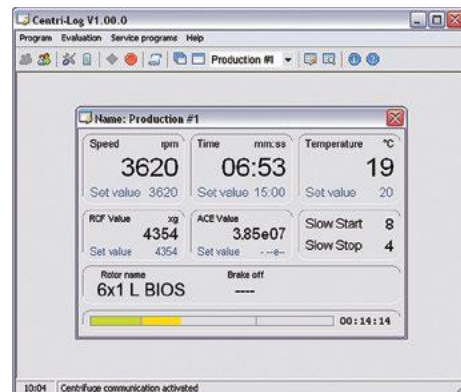 Centri-Log V1.00.0
Program Evaluation Service programs Help
Production #1
Name: Production #1
Speed rpm Time mm:ss Temperature °C
3620 06:53 19
Set value 3620 Set value 15:00 Set value 20
RCF Value xg ACE Value Slow Start 8
4354 3,85e07 Slow Stop 4
Set value 4354 Set value --e-
Rotor name Brake off
6x1 L BIOS ----
00:14:14
10:04 Centrifuge communication activated